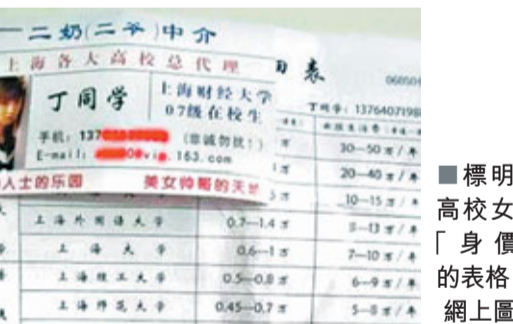 二奶(二爷)中介
上海各大高校总代理
丁同学
上海财经大学
07级在校生
手机: 137
(非诚勿扰!)
E-mail:
0@vip.163.com
人士的乐园 美女帅哥的天地
表
060504
丁同学: 1376407198
30—50万/年
20—40万/年
10—15万/年
上海外国语大学 0.7—1.4万 8—13万/年
上海大学 0.6—1万 7—10万/年
上海理工大学 0.5—0.8万 6—9万/年
上海师范大学 0.45—0.7万 5—8万/年
■標明
高校女
「身價
的表格
網上圖